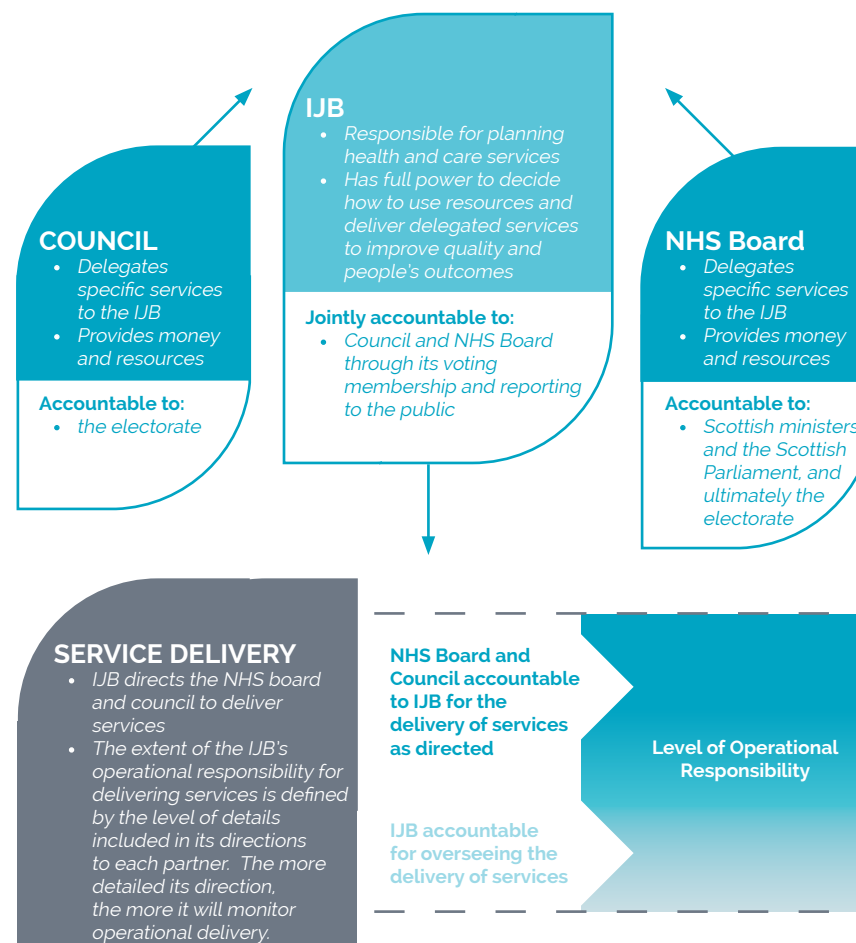 IJB
• Responsible for planning
health and care services
• Has full power to decide
how to use resources and
deliver delegated services
to improve quality and
people's outcomes
Jointly accountable to:
• Council and NHS Board
through its voting
membership and reporting
to the public
COUNCIL
• Delegates
specific services
to the IJB
• Provides money
and resources
Accountable to:
• the electorate
NHS Board
• Delegates
specific services
to the IJB
• Provides money
and resources
Accountable to:
• Scottish ministers
and the Scottish
Parliament, and
ultimately the
electorate
SERVICE DELIVERY
• IJB directs the NHS board
and council to deliver
services
• The extent of the IJB's
operational responsibility for
delivering services is defined
by the level of details
included in its directions
to each partner. The more
detailed its direction,
the more it will monitor
operational delivery.
NHS Board and
Council accountable
to IJB for the
delivery of services
as directed
IJB accountable
for overseeing the
delivery of services
Level of Operational
Responsibility